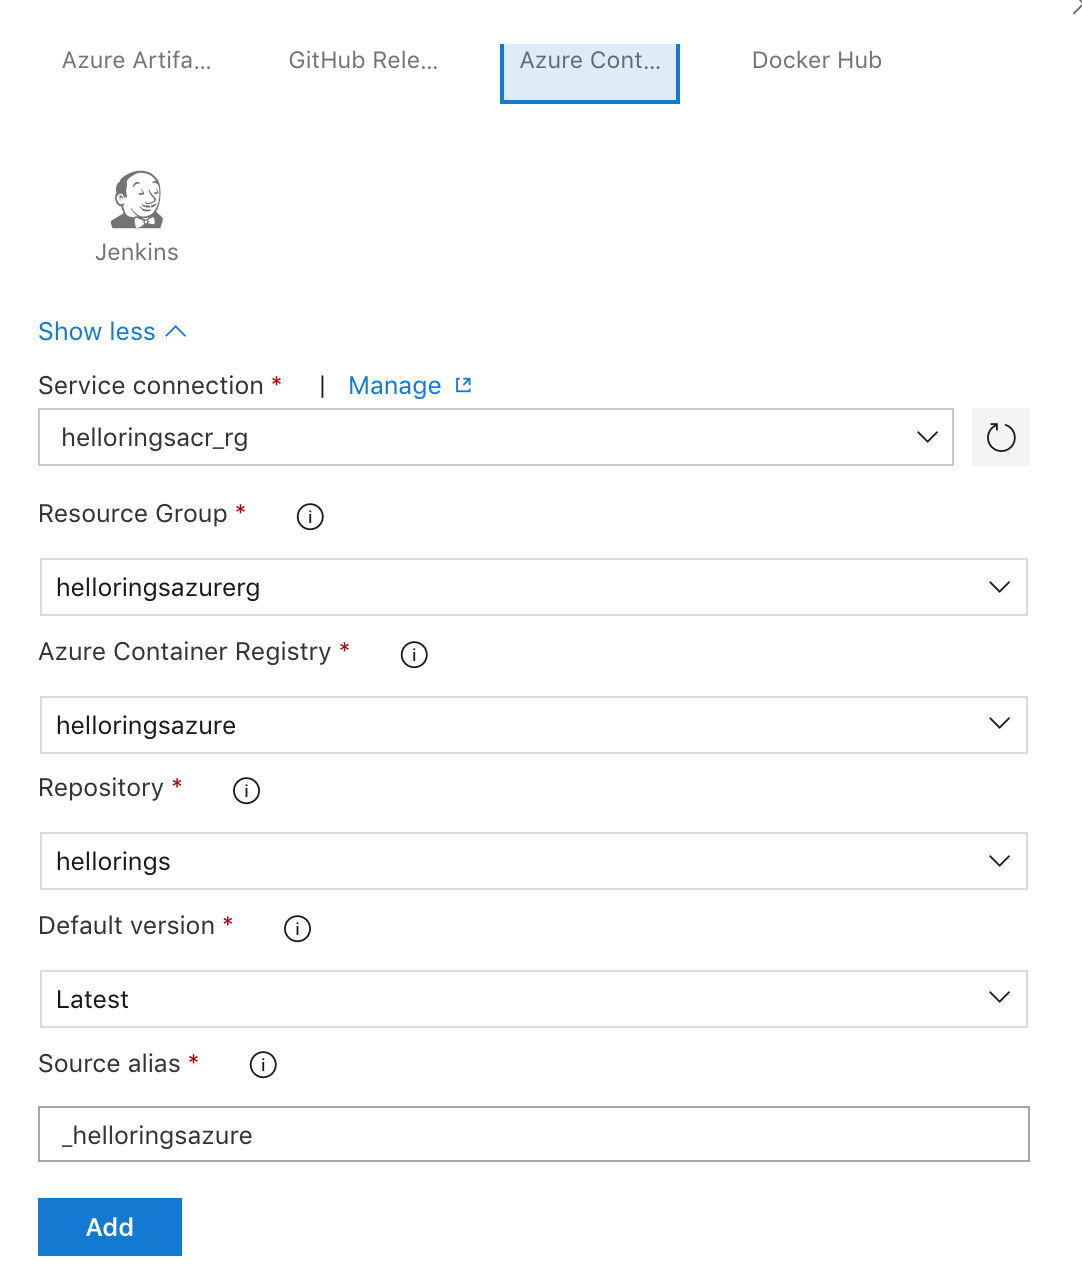 Azure Artifa... GitHub Rele... Azure Cont... Docker Hub
Jenkins
Show less
Service connection * | Manage
helloringsacr_rg
Resource Group *
helloringsazurerg
Azure Container Registry *
helloringsazure
Repository *
hellorings
Default version *
Latest
Source alias *
_helloringsazure
Add